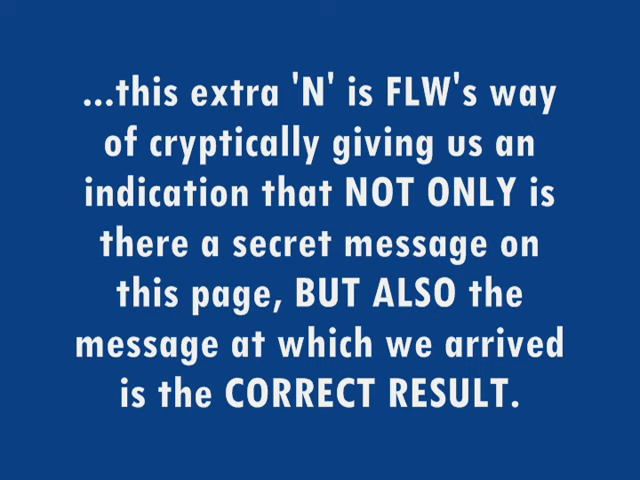 ...this extra 'N' is FLW's way
of cryptically giving us an
indication that NOT ONLY is
there a secret message on
this page, BUT ALSO the
message at which we arrived
is the CORRECT RESULT.